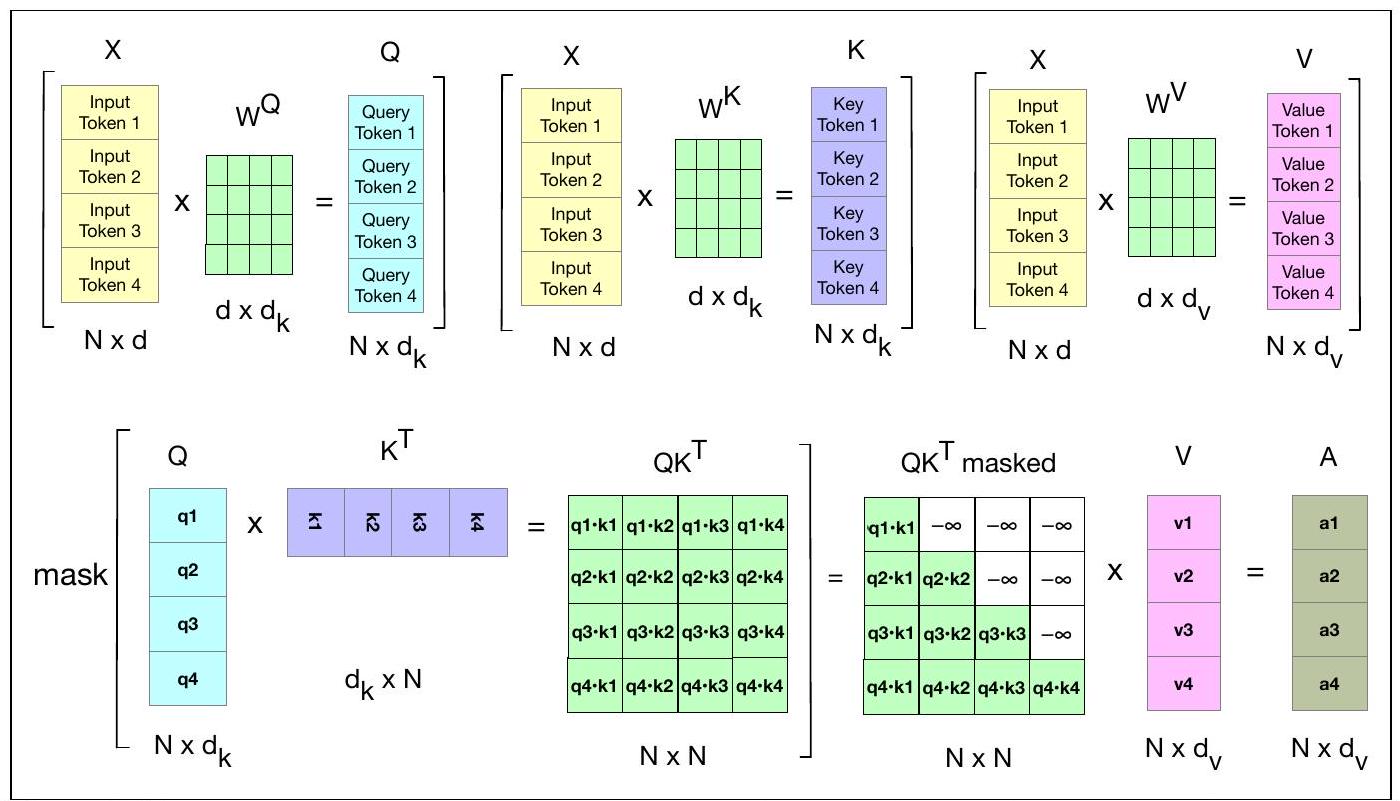 X
Q
X
K
X
V
W^Q
W^K
W^V
Input
Token 1
Input
Token 2
Input
Token 3
Input
Token 4
x
=
Query
Token 1
Query
Token 2
Query
Token 3
Query
Token 4
N x d
d x d_k
N x d_k
Input
Token 1
Input
Token 2
Input
Token 3
Input
Token 4
x
=
Key
Token 1
Key
Token 2
Key
Token 3
Key
Token 4
N x d
d x d_k
N x d_k
Input
Token 1
Input
Token 2
Input
Token 3
Input
Token 4
x
=
Value
Token 1
Value
Token 2
Value
Token 3
Value
Token 4
N x d
d x d_v
N x d_v
mask
Q
q1
q2
q3
q4
N x d_k
x
K^T
k1 k2 k3 k4
d_k x N
=
QK^T
q1•k1 q1•k2 q1•k3 q1•k4
q2•k1 q2•k2 q2•k3 q2•k4
q3•k1 q3•k2 q3•k3 q3•k4
q4•k1 q4•k2 q4•k3 q4•k4
N x N
=
QK^T masked
q1•k1 −∞ −∞ −∞
q2•k1 q2•k2 −∞ −∞
q3•k1 q3•k2 q3•k3 −∞
q4•k1 q4•k2 q4•k3 q4•k4
N x N
x
V
v1
v2
v3
v4
N x d_v
=
A
a1
a2
a3
a4
N x d_v